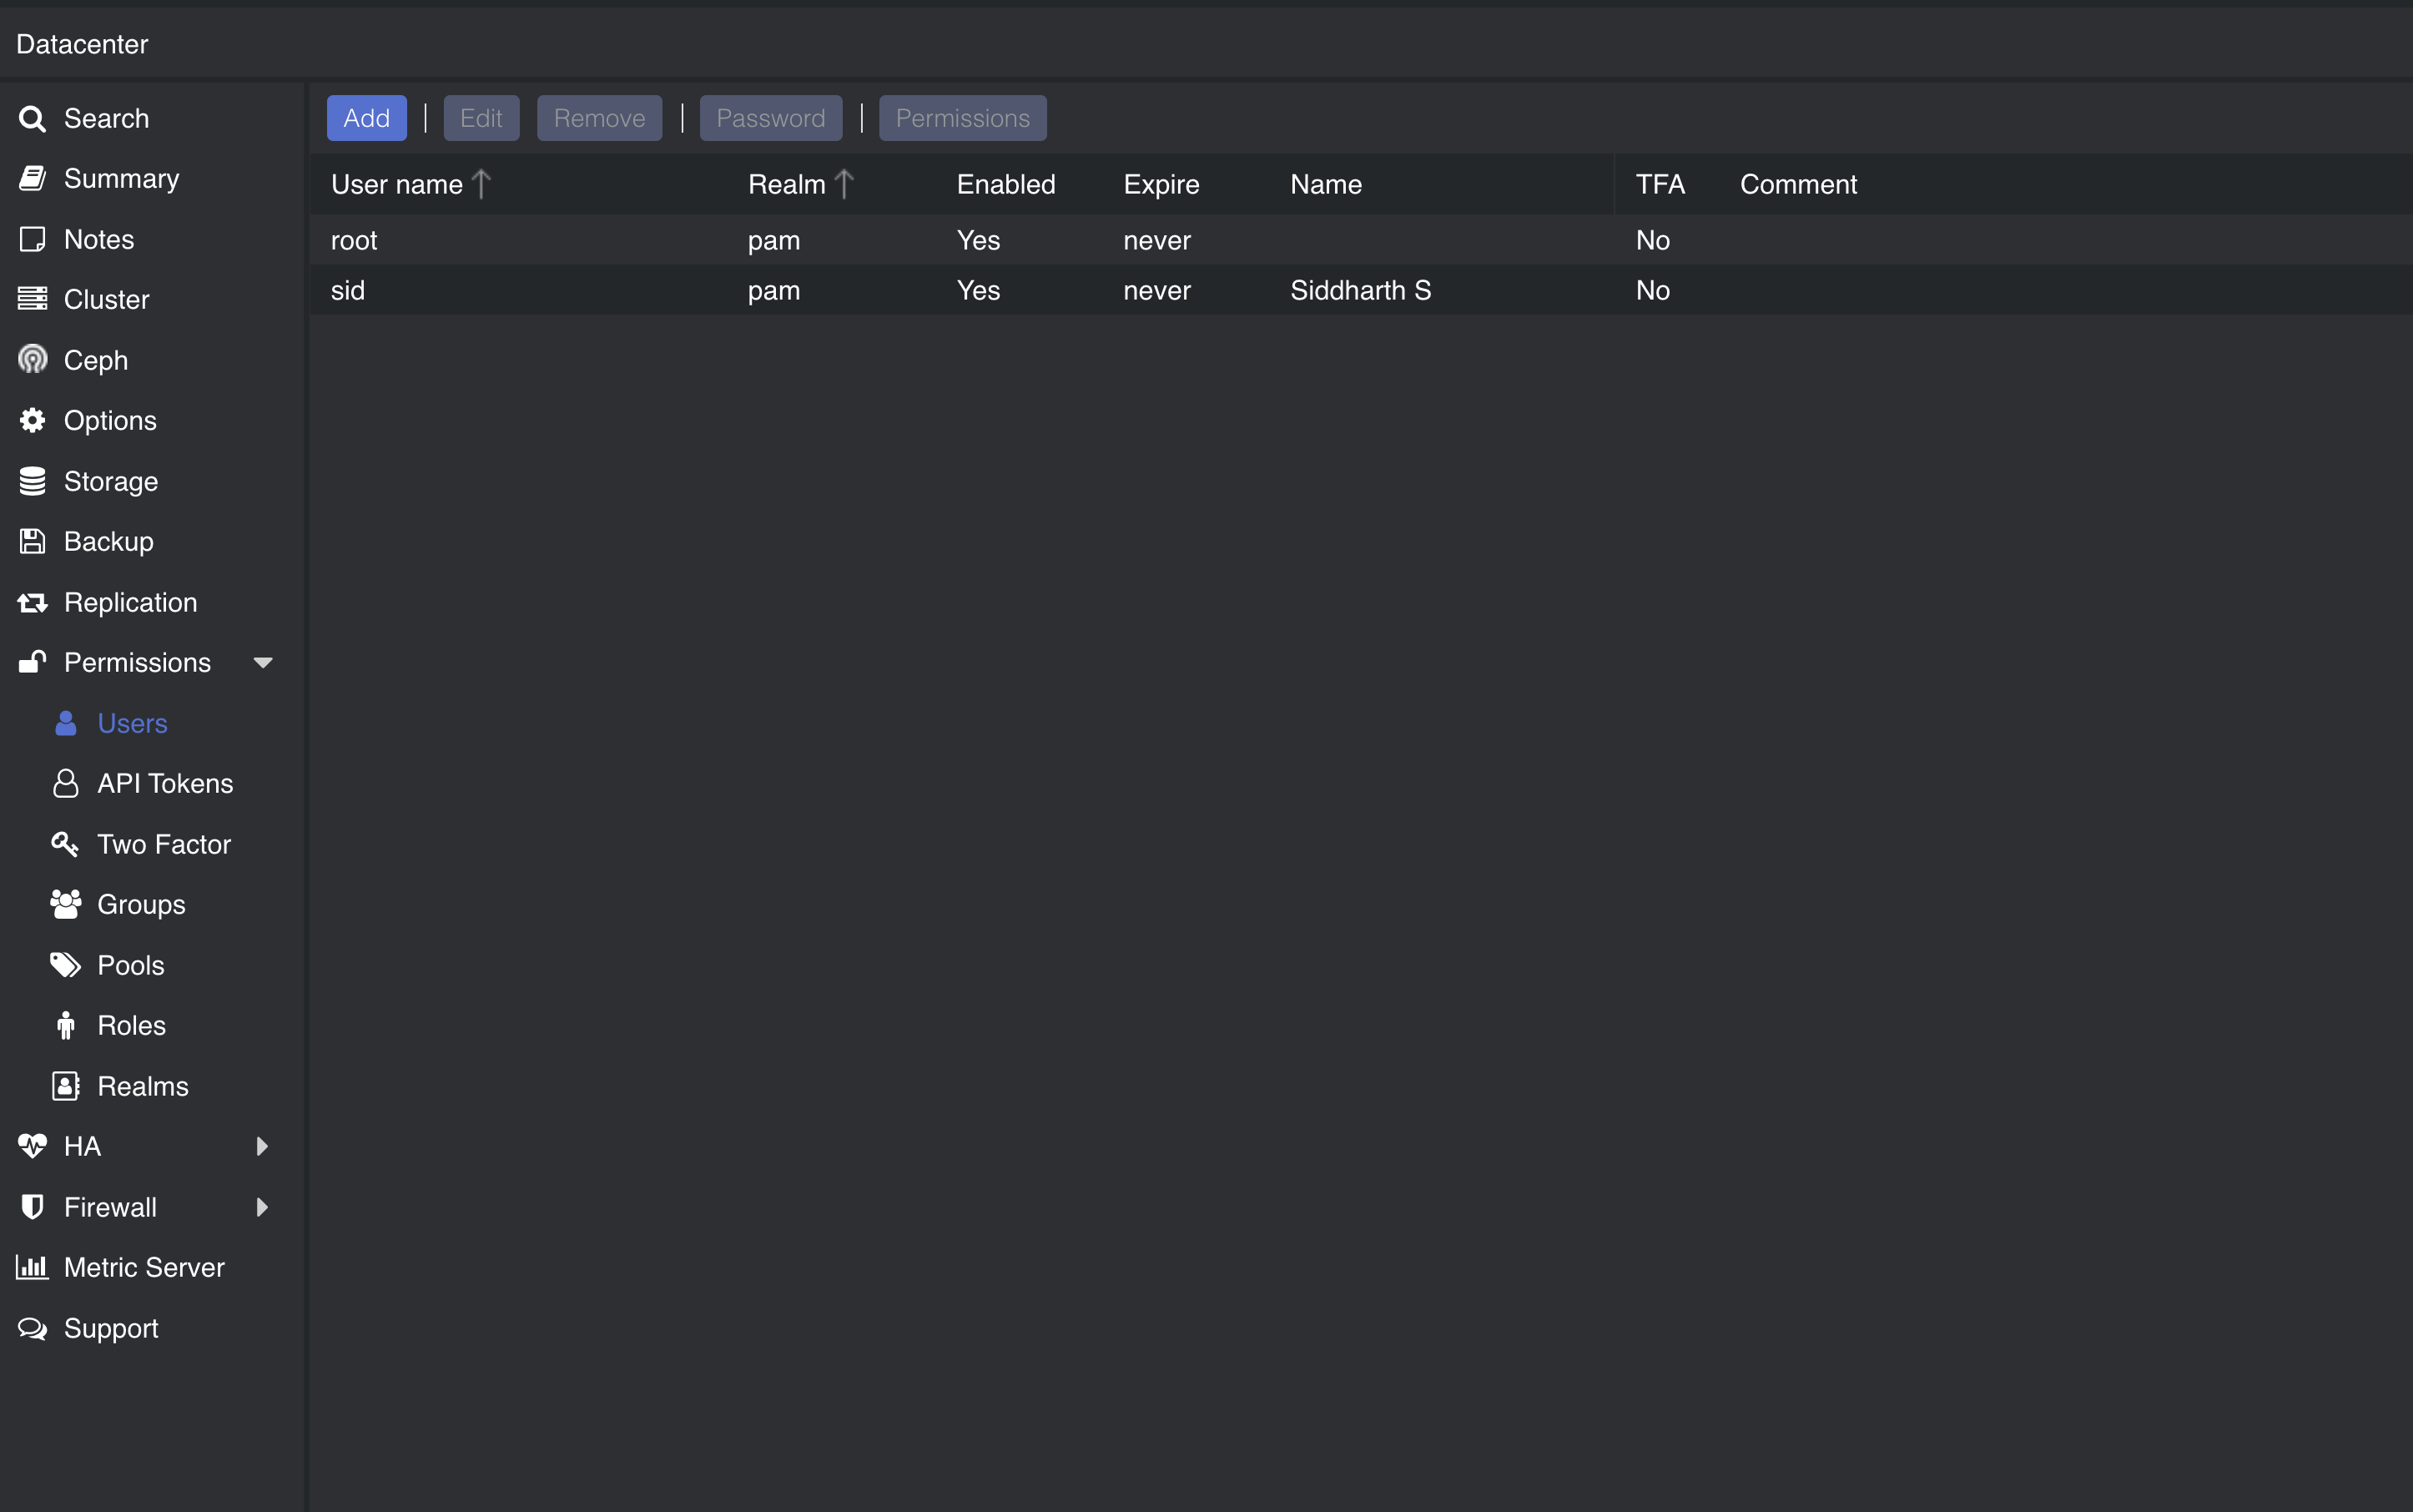 Datacenter
Search
Summary
Notes
Cluster
Ceph
Options
Storage
Backup
Replication
Permissions
Users
API Tokens
Two Factor
Groups
Pools
Roles
Realms
HA
Firewall
Metric Server
Support
Add | Edit Remove | Password | Permissions
User name Realm Enabled Expire Name TFA Comment
root pam Yes never No
sid pam Yes never Siddharth S No